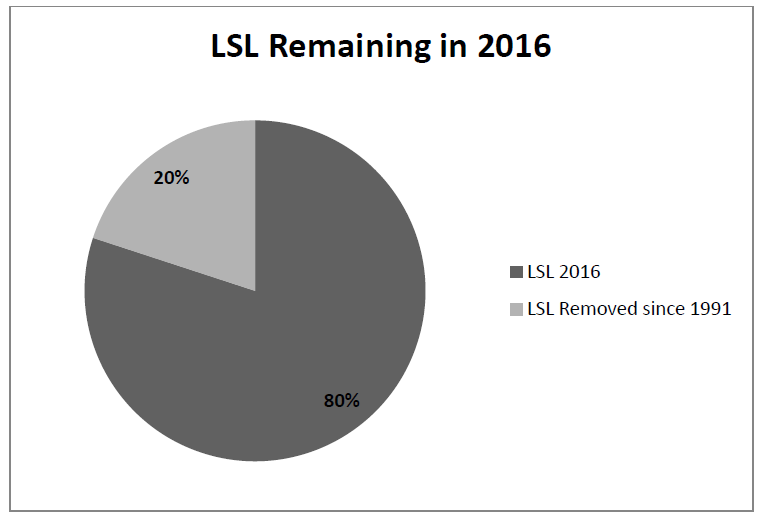 LSL Remaining in 2016
20%
LSL 2016
LSL Removed since 1991
80%